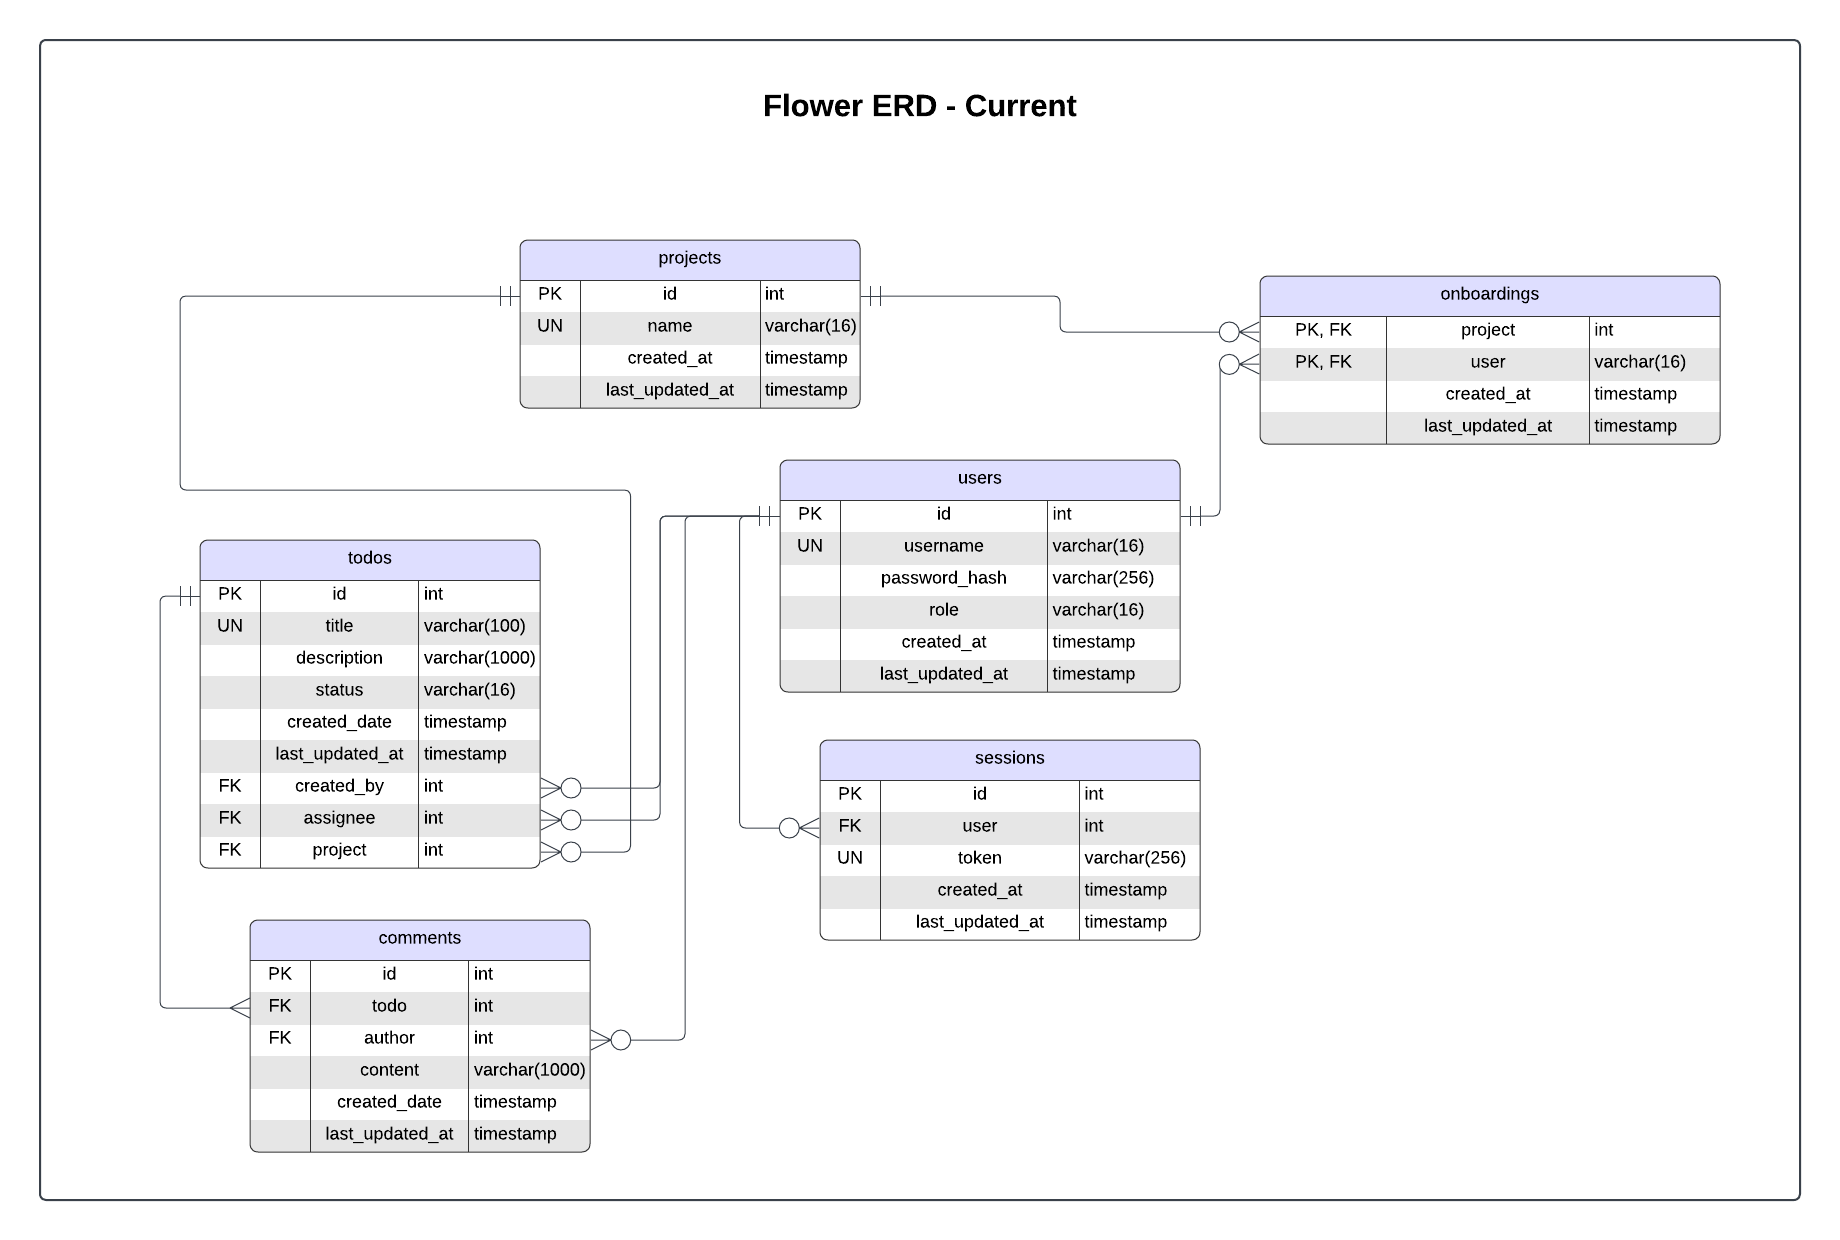 Flower ERD - Current
projects
PK id int
UN name varchar(16)
created_at timestamp
last_updated_at timestamp
onboardings
PK, FK project int
PK, FK user varchar(16)
created_at timestamp
last_updated_at timestamp
users
PK id int
UN username varchar(16)
password_hash varchar(256)
role varchar(16)
created_at timestamp
last_updated_at timestamp
todos
PK id int
UN title varchar(100)
description varchar(1000)
status varchar(16)
created_date timestamp
last_updated_at timestamp
FK created_by int
FK assignee int
FK project int
sessions
PK id int
FK user int
UN token varchar(256)
created_at timestamp
last_updated_at timestamp
comments
PK id int
FK todo int
FK author int
content varchar(1000)
created_date timestamp
last_updated_at timestamp